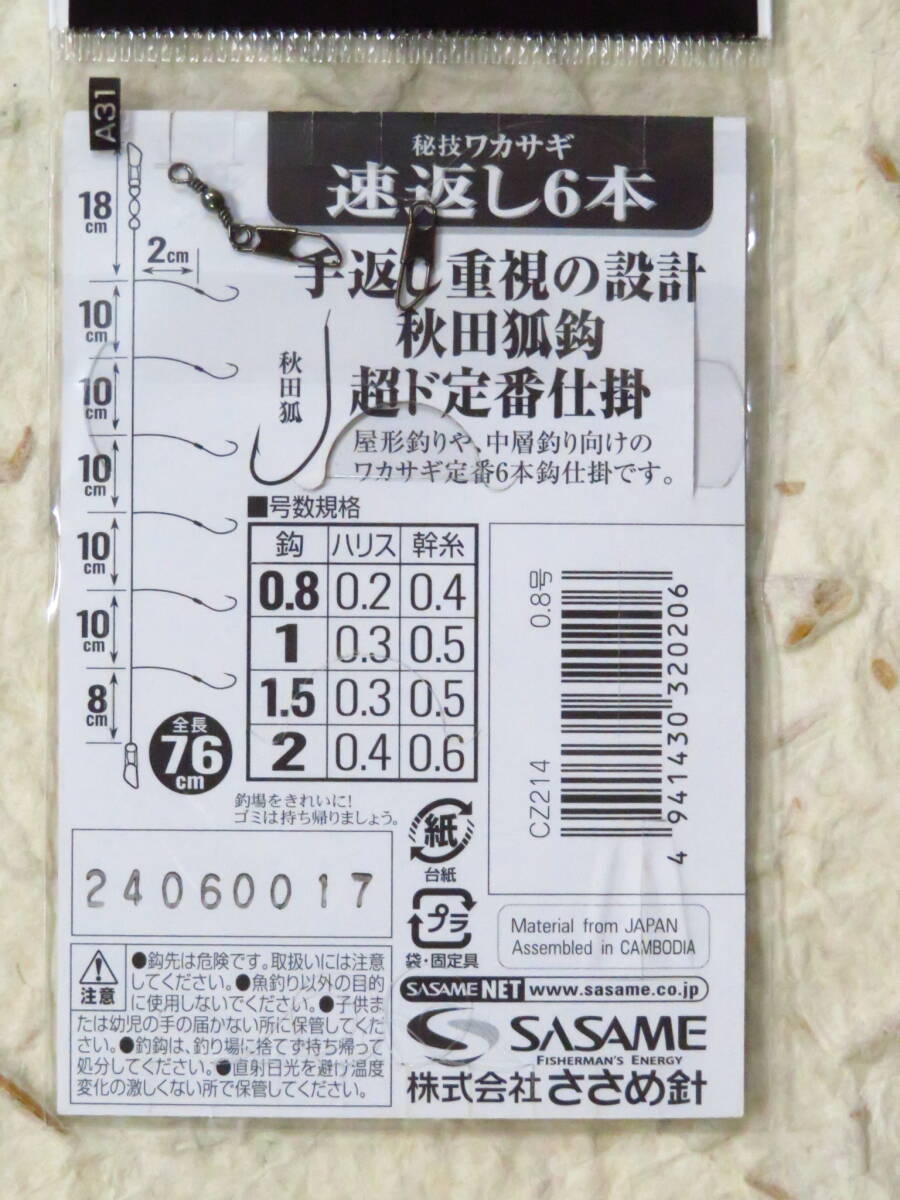 A31
秘技ワカサギ
速返し6本
18cm
2cm
10cm
10cm
10cm
10cm
10cm
8cm
全長
76cm
手返し重視の設計
秋田狐鈎
超ド定番仕掛
秋田狐
屋形釣りや、中層釣り向けの
ワカサギ定番6本鈎仕掛です。
■号数規格
鈎 ハリス 幹糸
0.8 0.2 0.4
1 0.3 0.5
1.5 0.3 0.5
2 0.4 0.6
釣場をきれいに!
ゴミは持ち帰りましょう。
0.8号
CZ214
4 941430 320206
24060017
紙
台紙
プラ
袋・固定具
Material from JAPAN
Assembled in CAMBODIA
注意
●鈎先は危険です。取扱いには注意
してください。●魚釣り以外の目的
に使用しないでください。●子供ま
たは幼児の手の届かない所に保管してくだ
さい。●釣鈎は、釣り場に捨てず持ち帰って
処分してください。●直射日光を避け温度
変化の激しくない所で保管してください。
SASAME NET www.sasame.co.jp
SASAME
FISHERMAN'S ENERGY
株式会社ささめ針